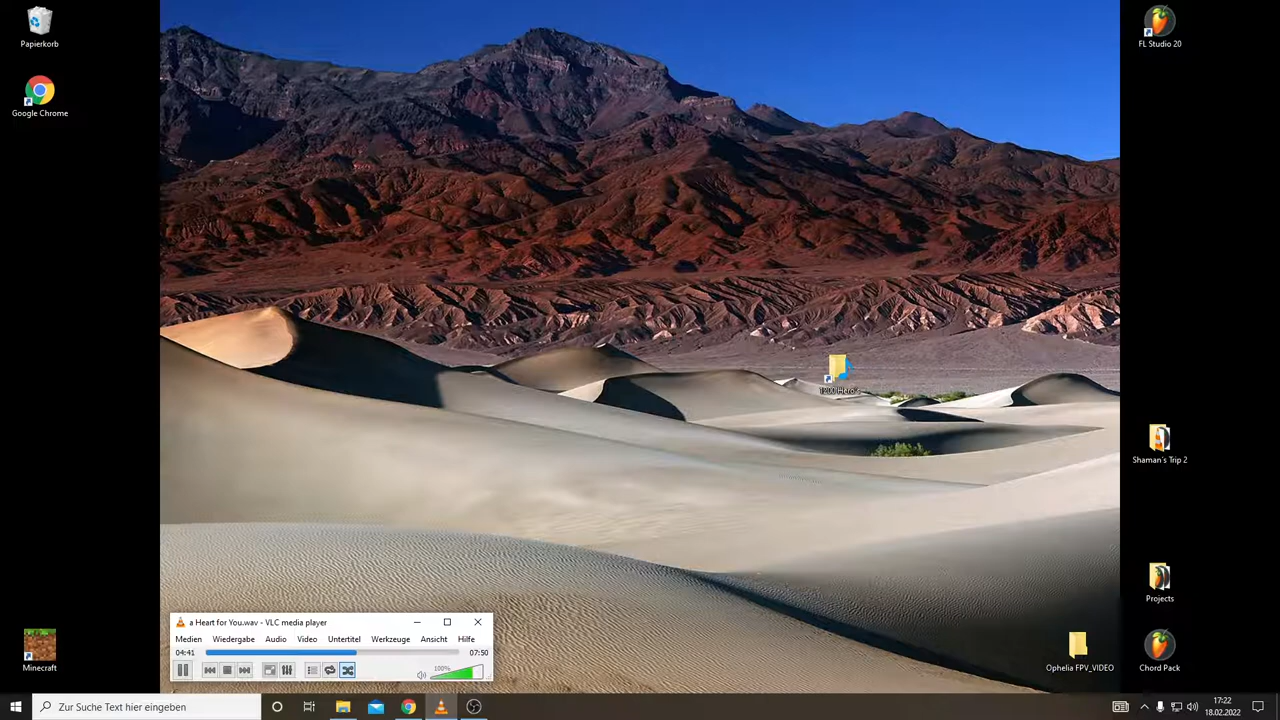 Papierkorb
Google Chrome
FL Studio 20
Shaman's Trip 2
Projects
Ophelia FPV_VIDEO
Chord Pack
Minecraft
a Heart for You.wav - VLC media player
Medien Wiedergabe Audio Video Untertitel Werkzeuge Ansicht Hilfe
04:41 07:50
100%
Zur Suche Text hier eingeben
17:22
18.02.2022